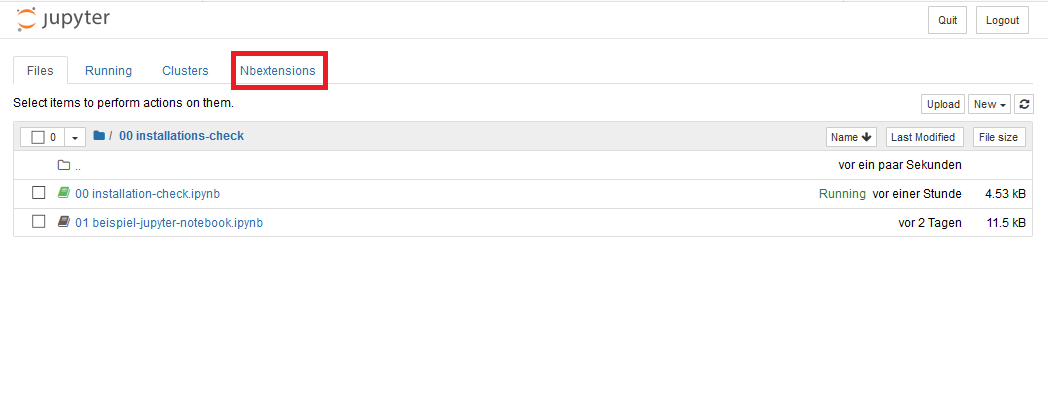 jupyter Quit Logout
Files Running Clusters Nbextensions
Select items to perform actions on them. Upload New
0 / 00 installations-check Name Last Modified File size
.. vor ein paar Sekunden
00 installation-check.ipynb Running vor einer Stunde 4.53 kB
01 beispiel-jupyter-notebook.ipynb vor 2 Tagen 11.5 kB